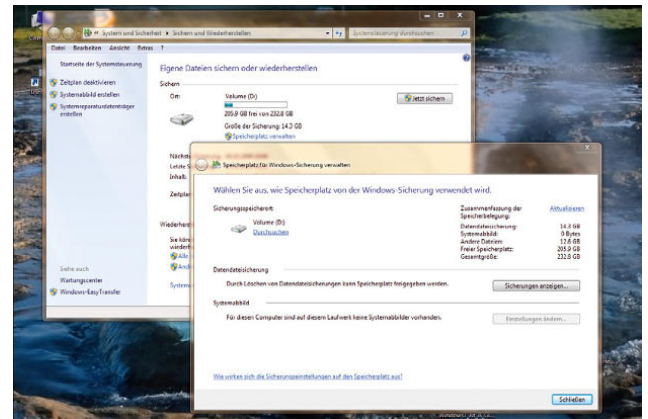 System und Sicherheit ▸ Sichern und Wiederherstellen
Systemsteuerung durchsuchen
Datei Bearbeiten Ansicht Extras ?
Startseite der Systemsteuerung
Zeitplan deaktivieren
Systemabbild erstellen
Systemreparaturdatenträger erstellen
Siehe auch
Wartungscenter
Windows-EasyTransfer
Eigene Dateien sichern oder wiederherstellen
Sichern
Ort: Volume (D:)
Jetzt sichern
205,9 GB frei von 232,8 GB
Größe der Sicherung: 14,3 GB
Speicherplatz verwalten
Letzte S
Inhalt:
Zeitplan
Wiederherst
Sie kön
wiederh
Alle
System
Speicherplatz für Windows-Sicherung verwalten
Wählen Sie aus, wie Speicherplatz von der Windows-Sicherung verwendet wird.
Sicherungsspeicherort:
Volume (D:)
Durchsuchen
Zusammenfassung der Speicherbelegung:
Aktualisieren
Datendateisicherung: 14,3 GB
Systemabbild: 0 Bytes
Andere Dateien: 12,6 GB
Freier Speicherplatz: 205,9 GB
Gesamtgröße: 232,8 GB
Datendateisicherung
Durch Löschen von Datendateisicherungen kann Speicherplatz freigegeben werden.
Sicherungen anzeigen...
Systemabbild
Für diesen Computer sind auf diesem Laufwerk keine Systemabbilder vorhanden.
Einstellungen ändern...
Wie wirken sich die Sicherungseinstellungen auf den Speicherplatz aus?
Schließen